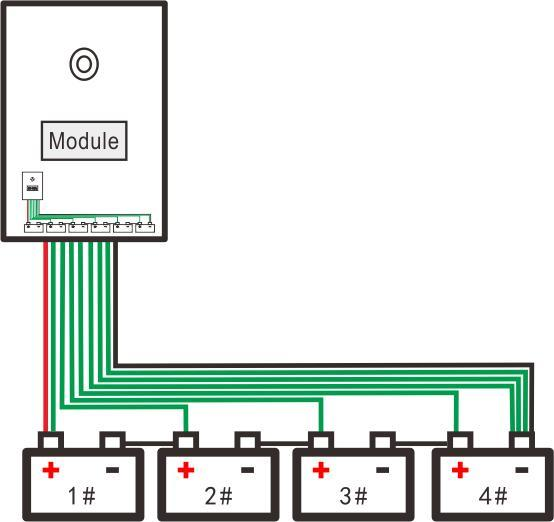 Module
+ - + - + - + -
1# 2# 3# 4#